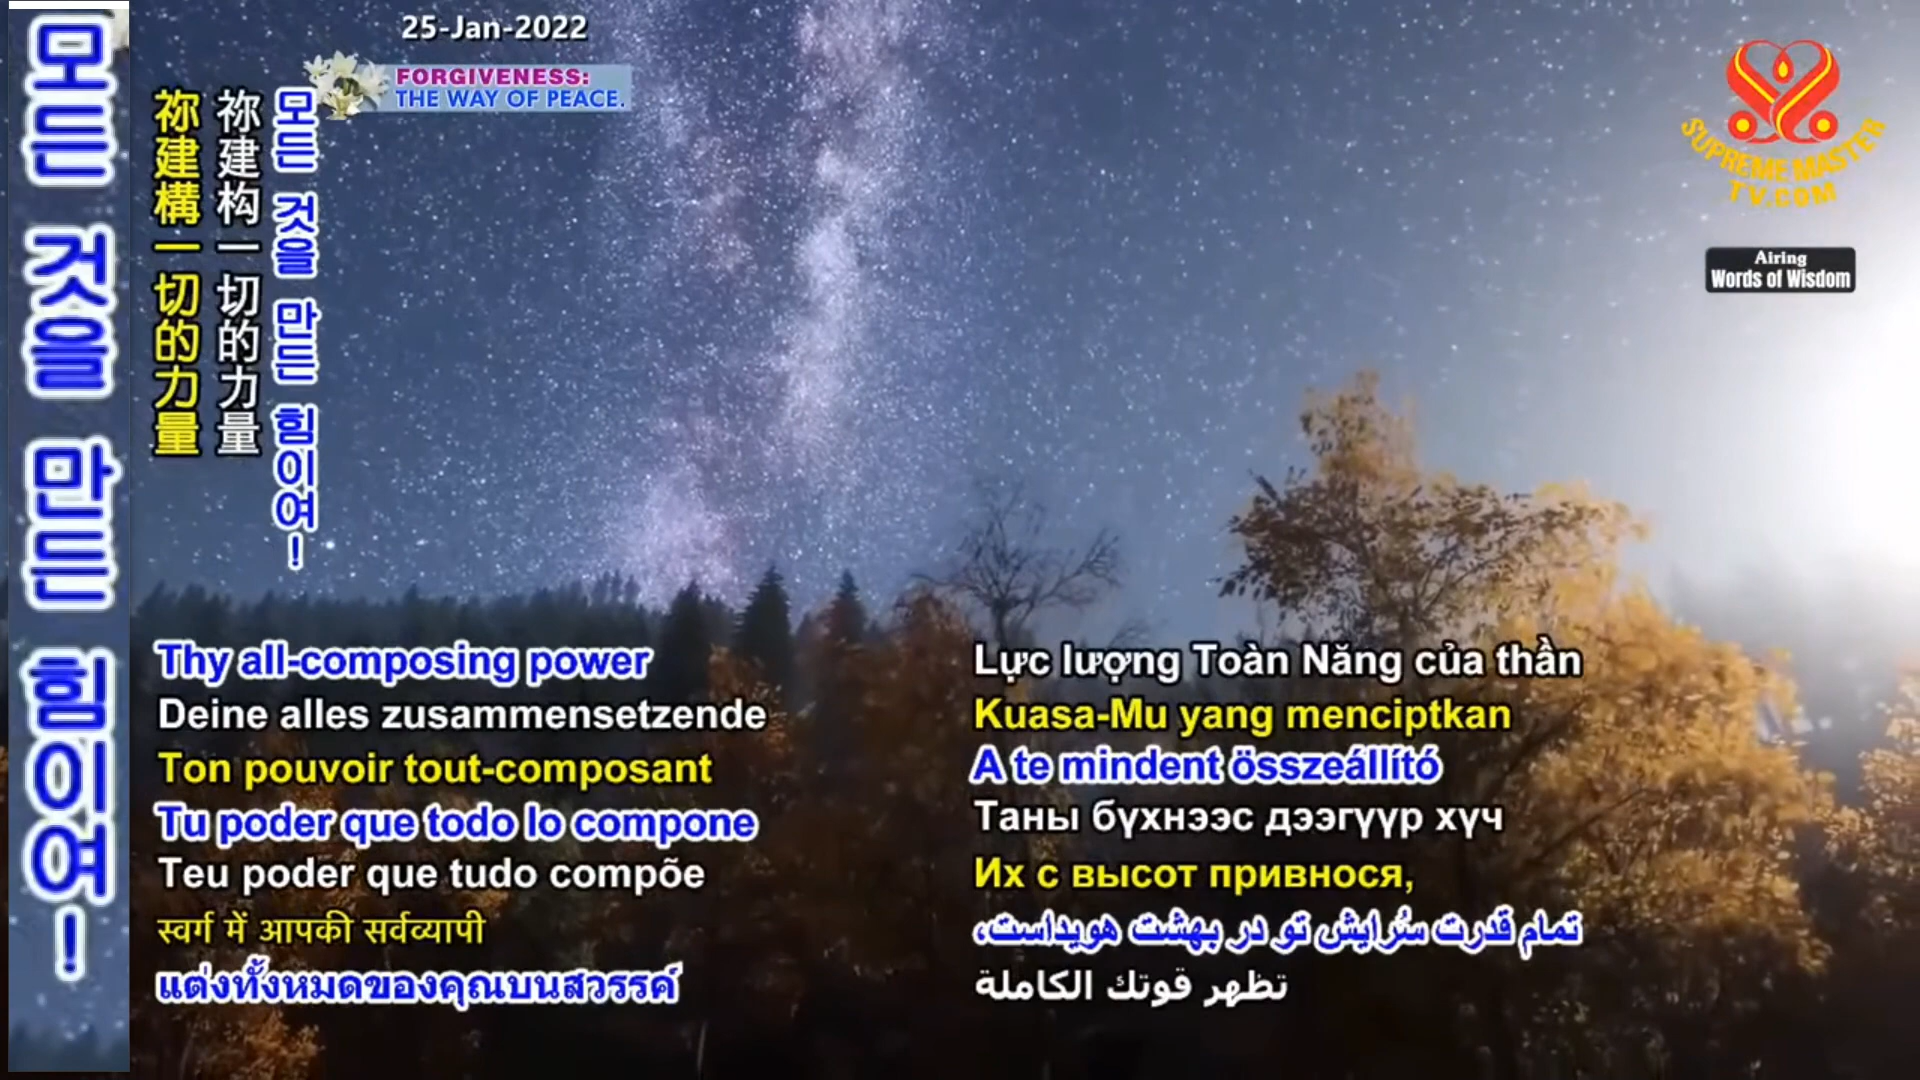 모든 것을 만든 힘이여!
25-Jan-2022
FORGIVENESS:
THE WAY OF PEACE.
모든 것을 만든 힘이여!
祢建构一切的力量
祢建構一切的力量
SUPREME MASTER
TV.COM
Airing
Words of Wisdom
Thy all-composing power
Deine alles zusammensetzende
Ton pouvoir tout-composant
Tu poder que todo lo compone
Teu poder que tudo compõe
स्वर्ग में आपकी सर्वव्यापी
แต่งทั้งหมดของคุณบนสวรรค์
Lực lượng Toàn Năng của thần
Kuasa-Mu yang menciptkan
A te mindent összeállító
Таны бүхнээс дээгүүр хүч
Их с высот привнося,
تمام قدرت سُرایش تو در بهشت هویداست،
تظهر قوتك الكاملة